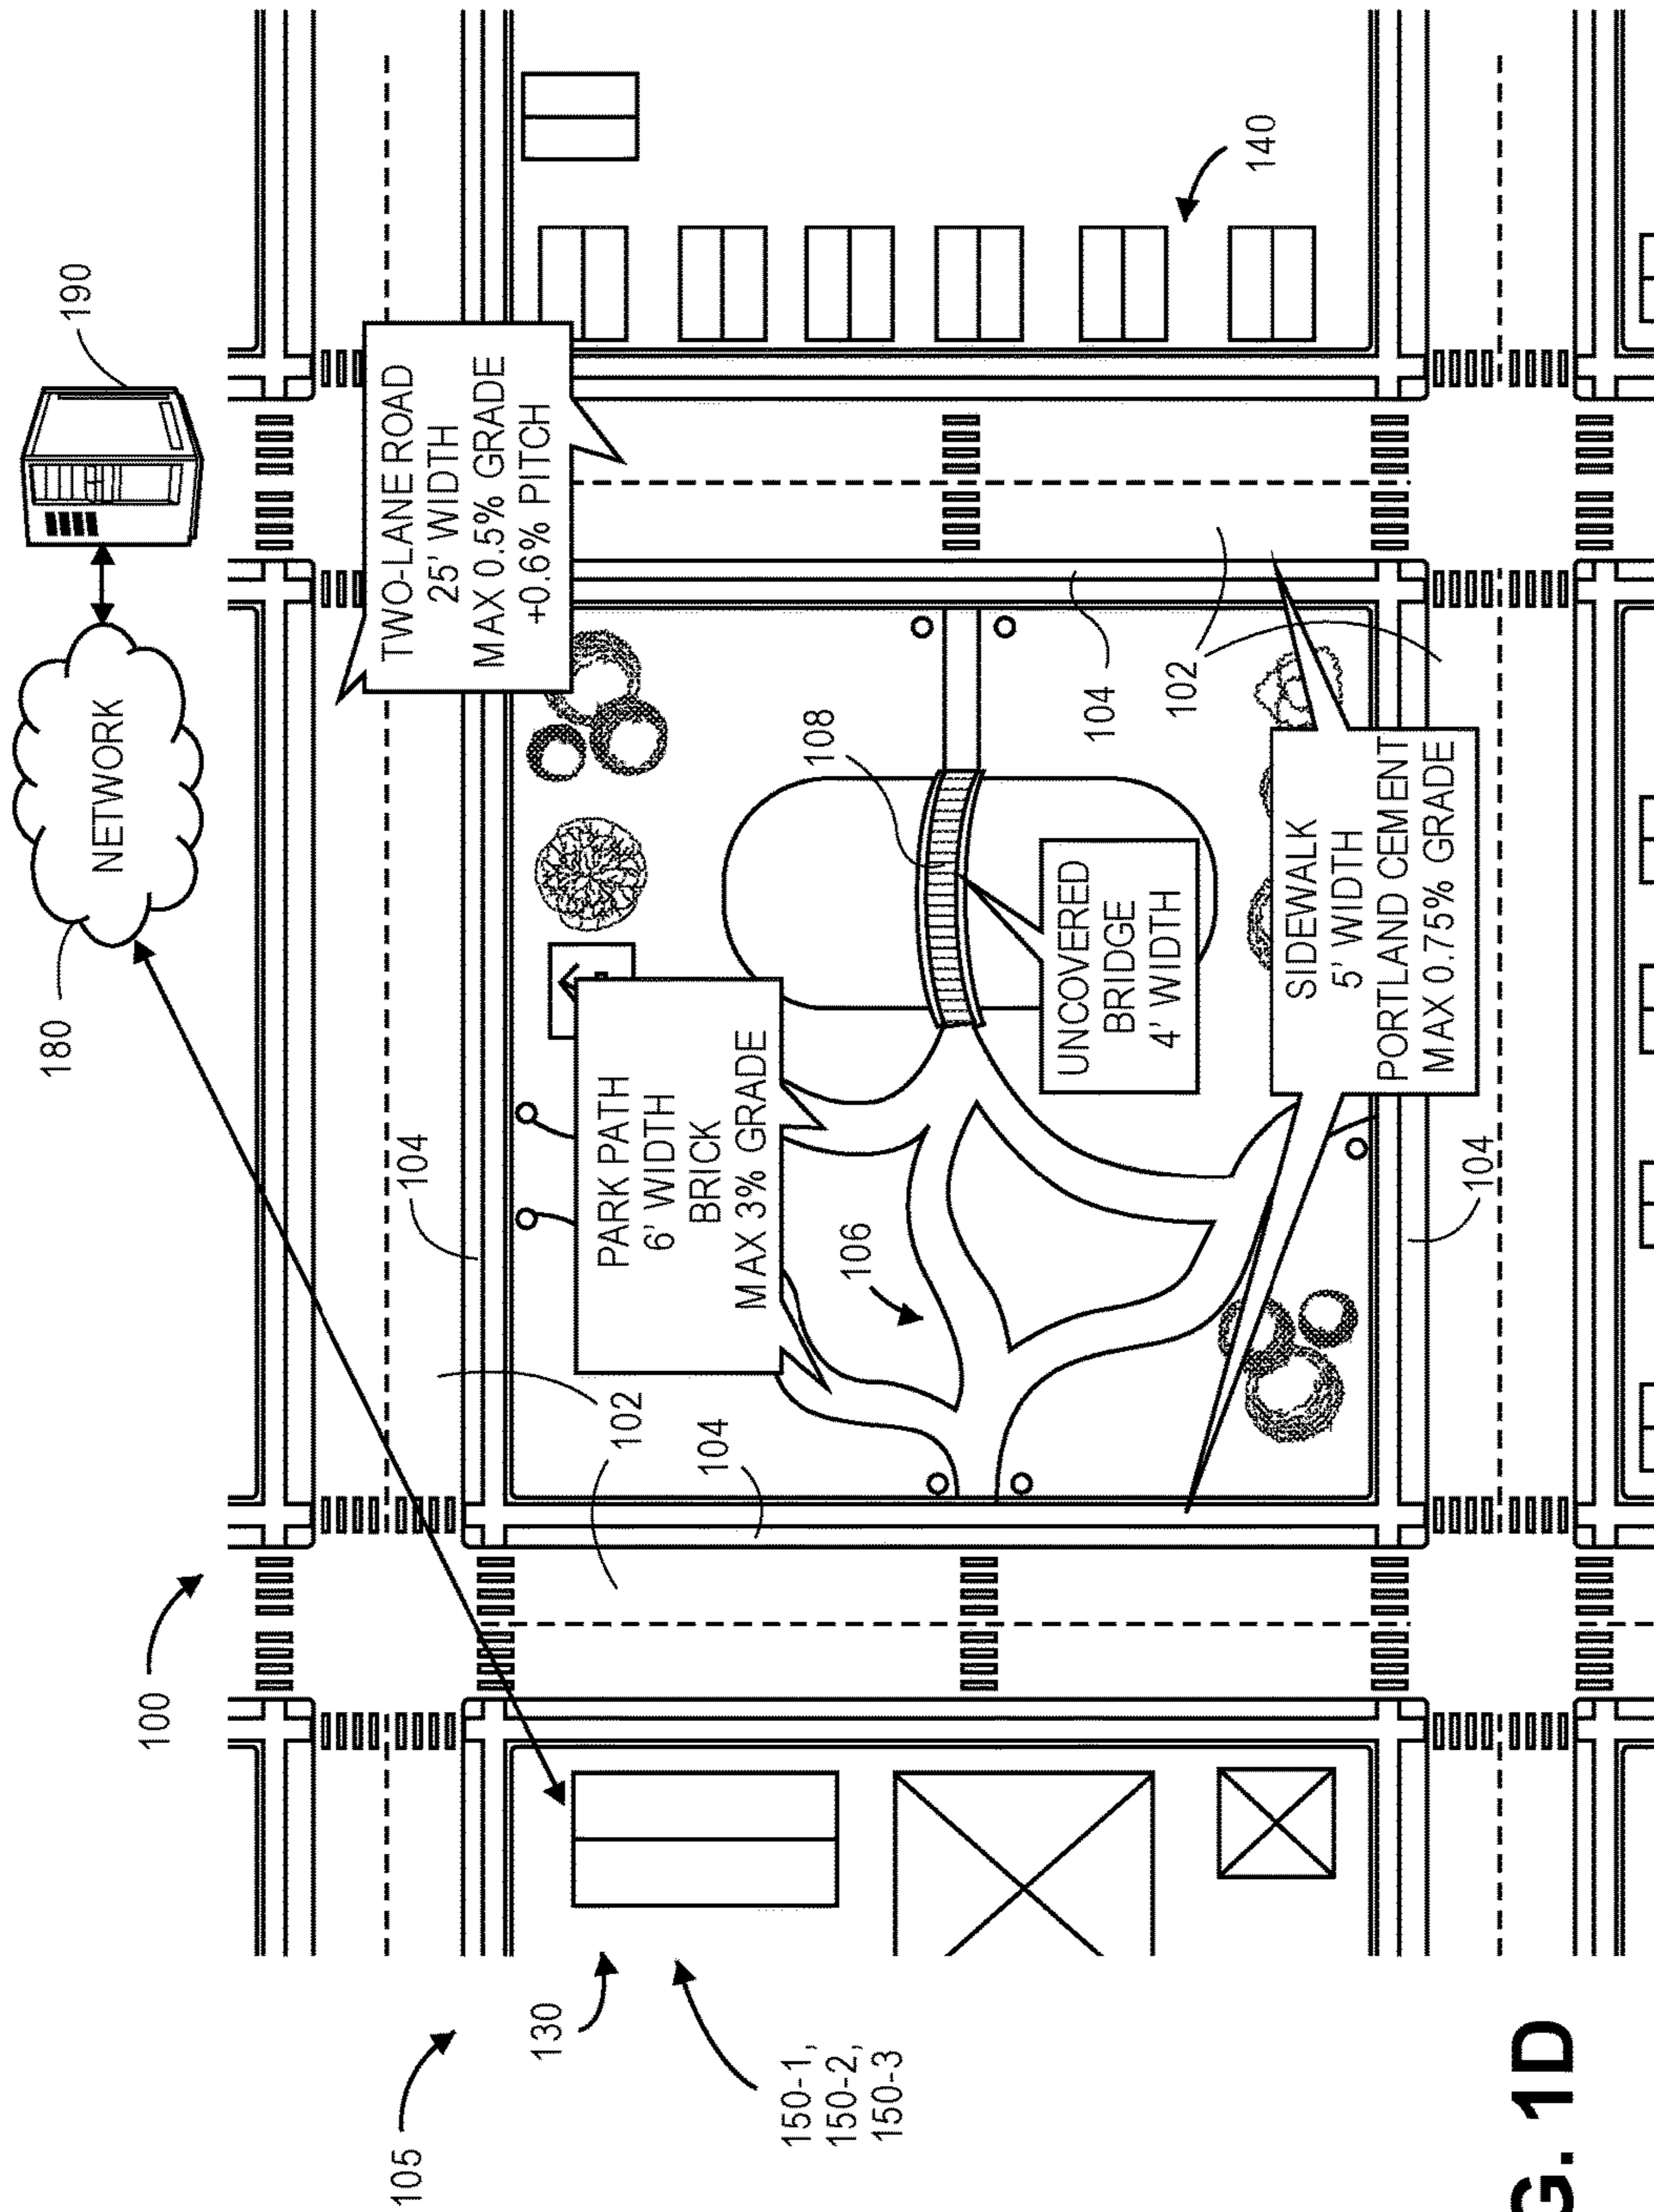 100
105
180
NETWORK
190
TWO-LANE ROAD
25' WIDTH
MAX 0.5% GRADE
+0.6% PITCH
104
102
104
PARK PATH
6' WIDTH
BRICK
MAX 3% GRADE
130
150-1,
150-2,
150-3
106
108
UNCOVERED
BRIDGE
4' WIDTH
104
102
140
SIDEWALK
5' WIDTH
PORTLAND CEMENT
MAX 0.75% GRADE
104
G. 1D